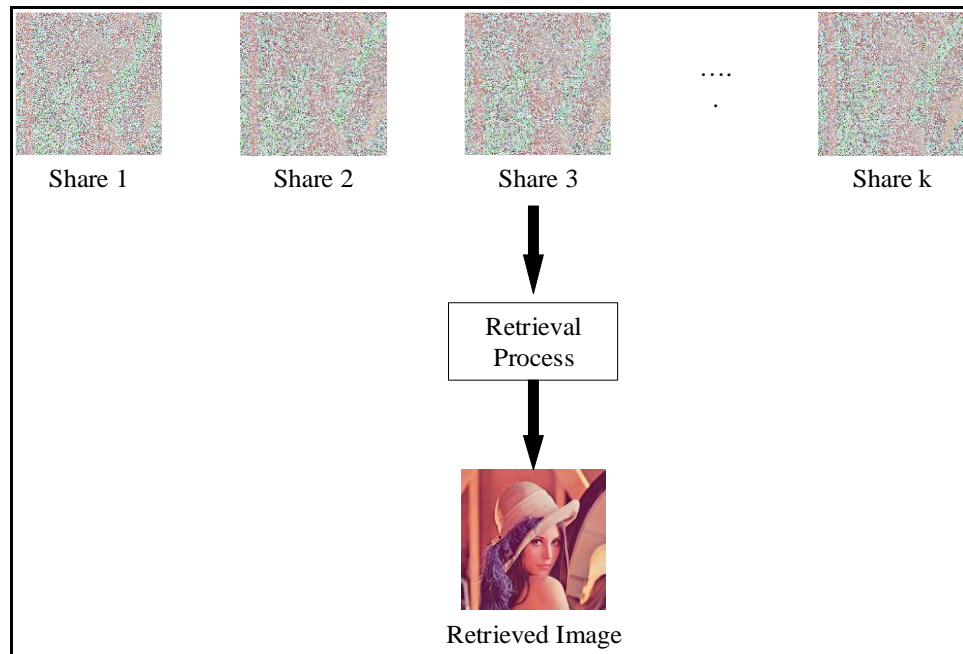 ….
.
Share 1 Share 2 Share 3 Share k
Retrieval
Process
Retrieved Image